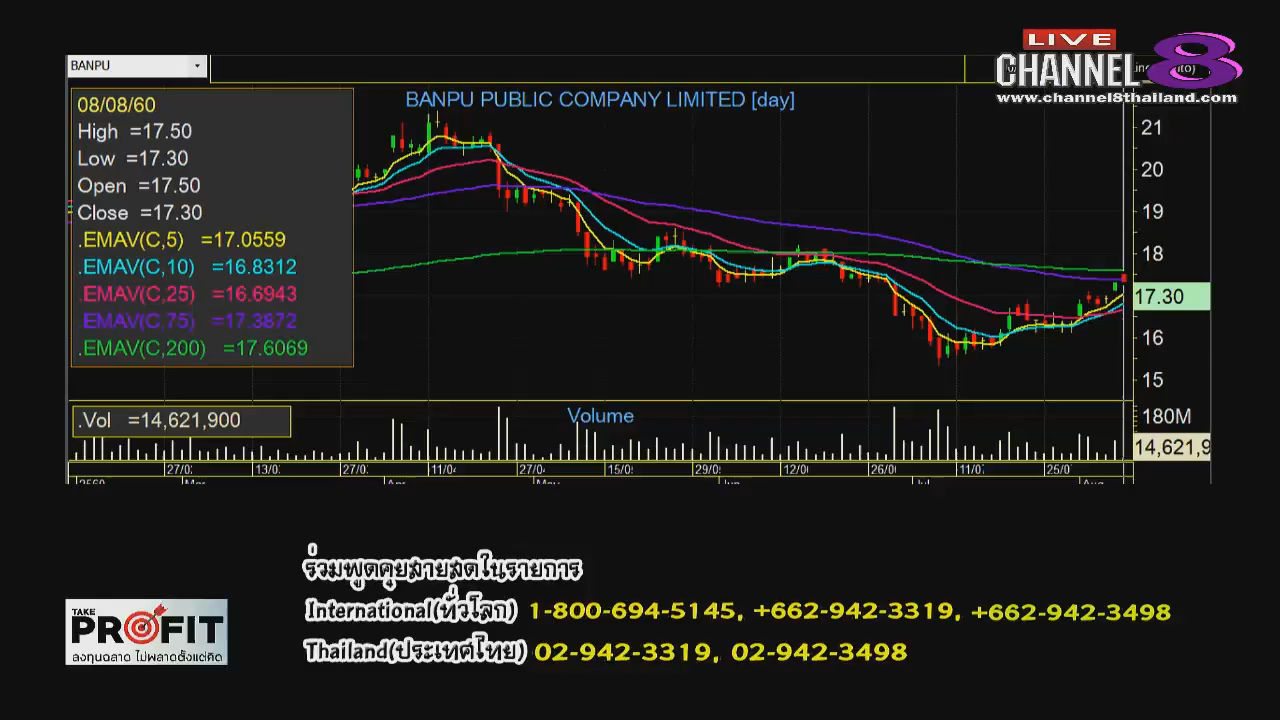 LIVE
CHANNEL 8
www.channel8thailand.com
BANPU
BANPU PUBLIC COMPANY LIMITED [day]
08/08/60
High =17.50
Low =17.30
Open =17.50
Close =17.30
.EMAV(C,5) =17.0559
.EMAV(C,10) =16.8312
.EMAV(C,25) =16.6943
.EMAV(C,75) =17.3872
.EMAV(C,200) =17.6069
21
20
19
18
17.30
16
15
.Vol =14,621,900
Volume
180M
14,621,9
27/0 13/0 27/0 11/0 27/0 15/0 29/0 12/0 26/0 11/0 25/0
2560 Mar Apr May Jun Jul Aug
ร่วมพูดคุยสายสดในรายการ
International(ทั่วโลก) 1-800-694-5145, +662-942-3319, +662-942-3498
Thailand(ประเทศไทย) 02-942-3319, 02-942-3498
TAKE
PROFIT
ลงทุนฉลาด ไม่พลาดตั้งแต่คิด